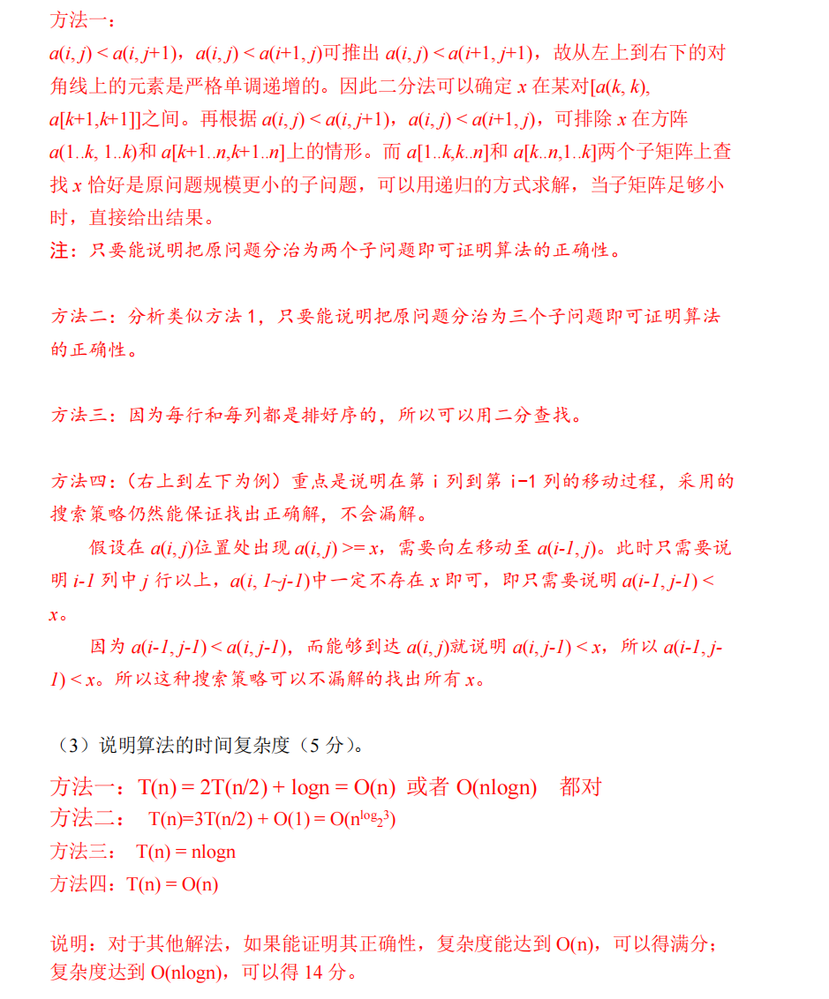 方法一：
a(i, j) < a(i, j+1)，a(i, j) < a(i+1, j)可推出 a(i, j) < a(i+1, j+1)，故从左上到右下的对
角线上的元素是严格单调递增的。因此二分法可以确定 x 在某对[a(k, k),
a[k+1,k+1]]之间。再根据 a(i, j) < a(i, j+1)，a(i, j) < a(i+1, j)，可排除 x 在方阵
a(1..k, 1..k)和 a[k+1..n,k+1..n]上的情形。而 a[1..k,k..n]和 a[k..n,1..k]两个子矩阵上查
找 x 恰好是原问题规模更小的子问题，可以用递归的方式求解，当子矩阵足够小
时，直接给出结果。
注：只要能说明把原问题分治为两个子问题即可证明算法的正确性。
方法二：分析类似方法 1，只要能说明把原问题分治为三个子问题即可证明算法
的正确性。
方法三：因为每行和每列都是排好序的，所以可以用二分查找。
方法四：（右上到左下为例）重点是说明在第 i 列到第 i-1 列的移动过程，采用的
搜索策略仍然能保证找出正确解，不会漏解。
假设在 a(i, j)位置处出现 a(i, j) >= x，需要向左移动至 a(i-1, j)。此时只需要说
明 i-1 列中 j 行以上，a(i, 1~j-1)中一定不存在 x 即可，即只需要说明 a(i-1, j-1) <
x。
因为 a(i-1, j-1) < a(i, j-1)，而能够到达 a(i, j)就说明 a(i, j-1) < x，所以 a(i-1, j-
1) < x。所以这种搜索策略可以不漏解的找出所有 x。
（3）说明算法的时间复杂度（5 分）。
方法一：T(n) = 2T(n/2) + logn = O(n) 或者 O(nlogn) 都对
方法二： T(n)=3T(n/2) + O(1) = O(n^{log_2 3})
方法三： T(n) = nlogn
方法四：T(n) = O(n)
说明：对于其他解法，如果能证明其正确性，复杂度能达到 O(n)，可以得满分；
复杂度达到 O(nlogn)，可以得 14 分。